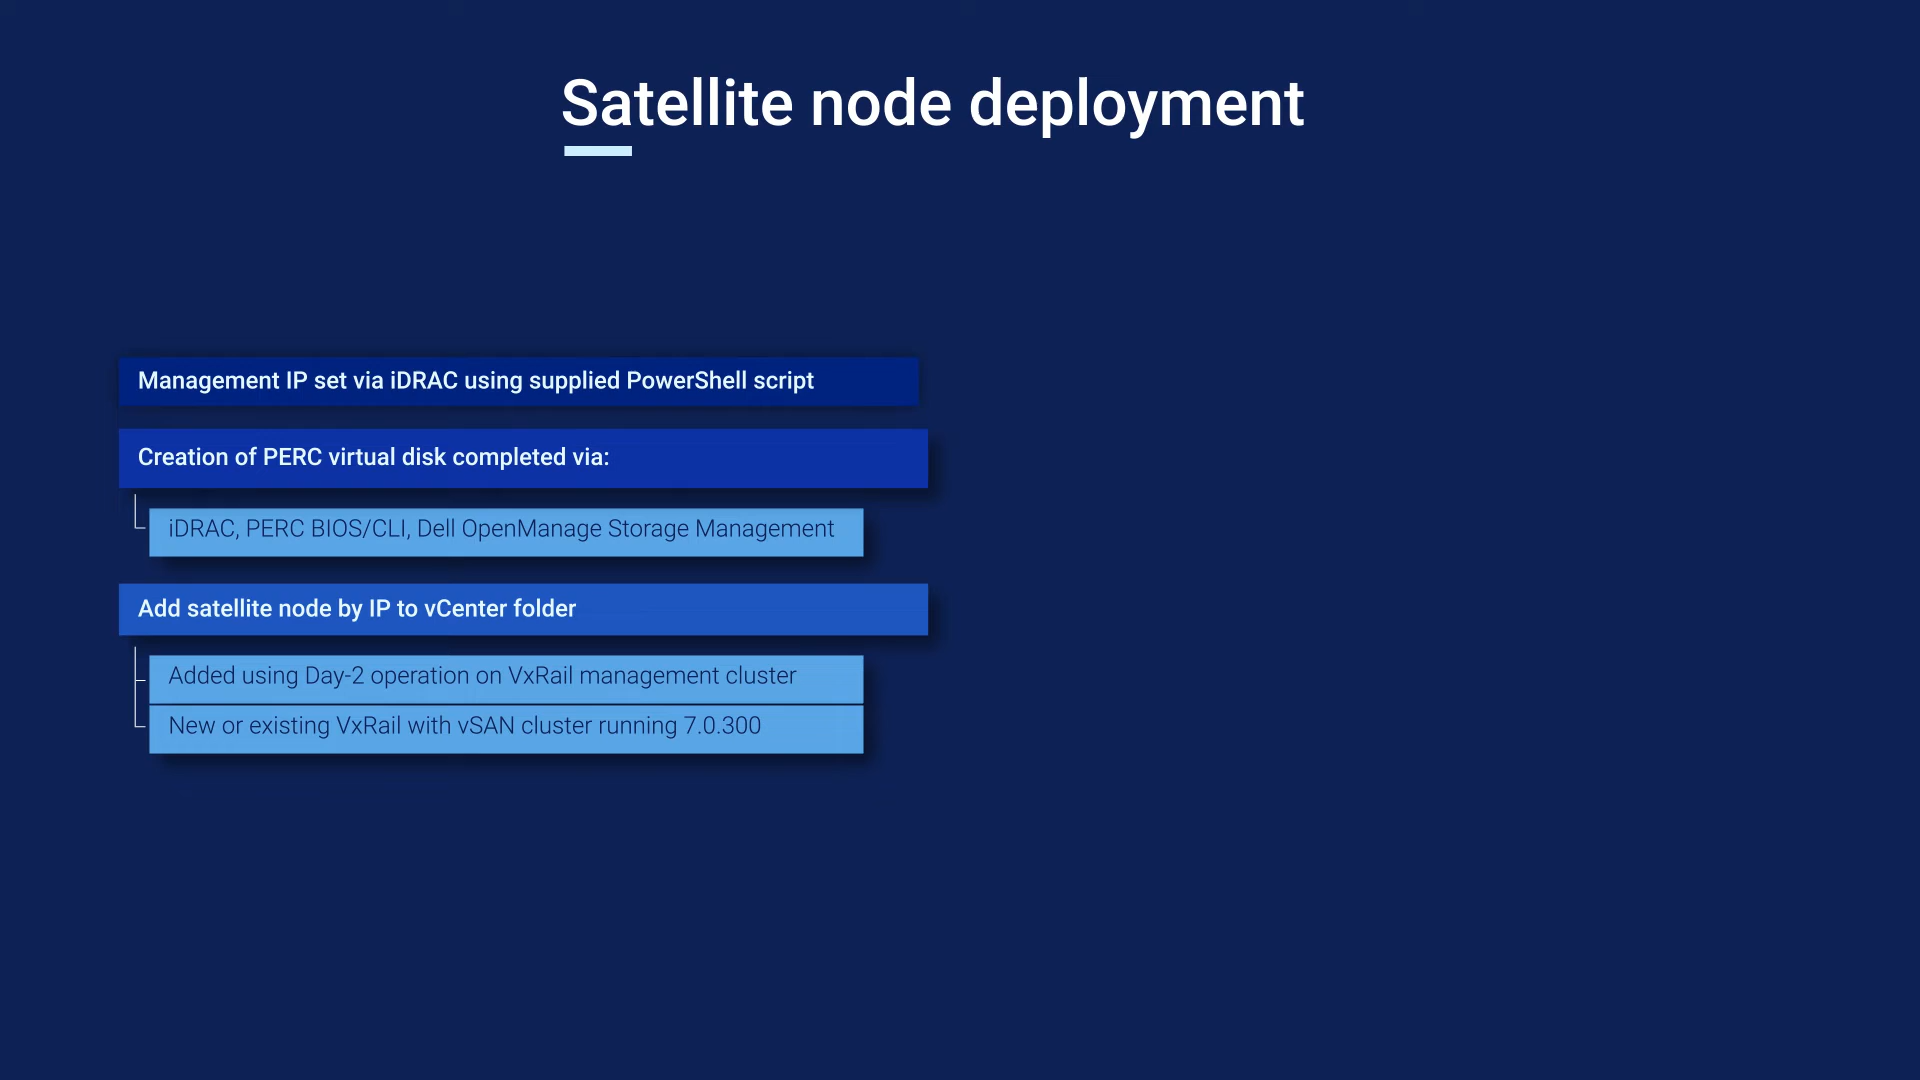 Satellite node deployment
Management IP set via iDRAC using supplied PowerShell script
Creation of PERC virtual disk completed via:
iDRAC, PERC BIOS/CLI, Dell OpenManage Storage Management
Add satellite node by IP to vCenter folder
Added using Day-2 operation on VxRail management cluster
New or existing VxRail with vSAN cluster running 7.0.300